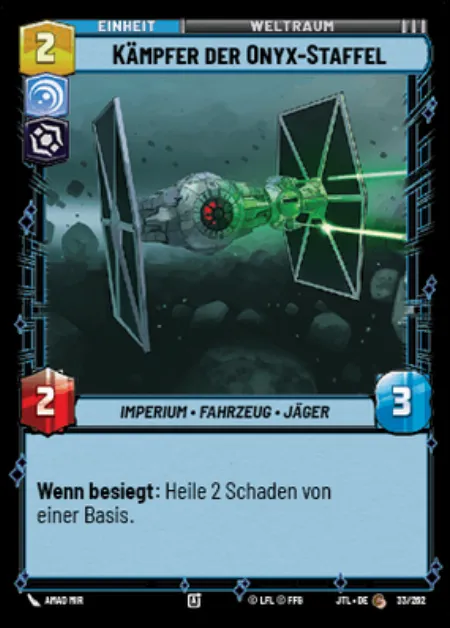 EINHEIT
WELTRAUM
2
KÄMPFER DER ONYX-STAFFEL
2
IMPERIUM • FAHRZEUG • JÄGER
3
Wenn besiegt: Heile 2 Schaden von
einer Basis.
AMAD MIR
© LFL © FFG
JTL • DE
33/262